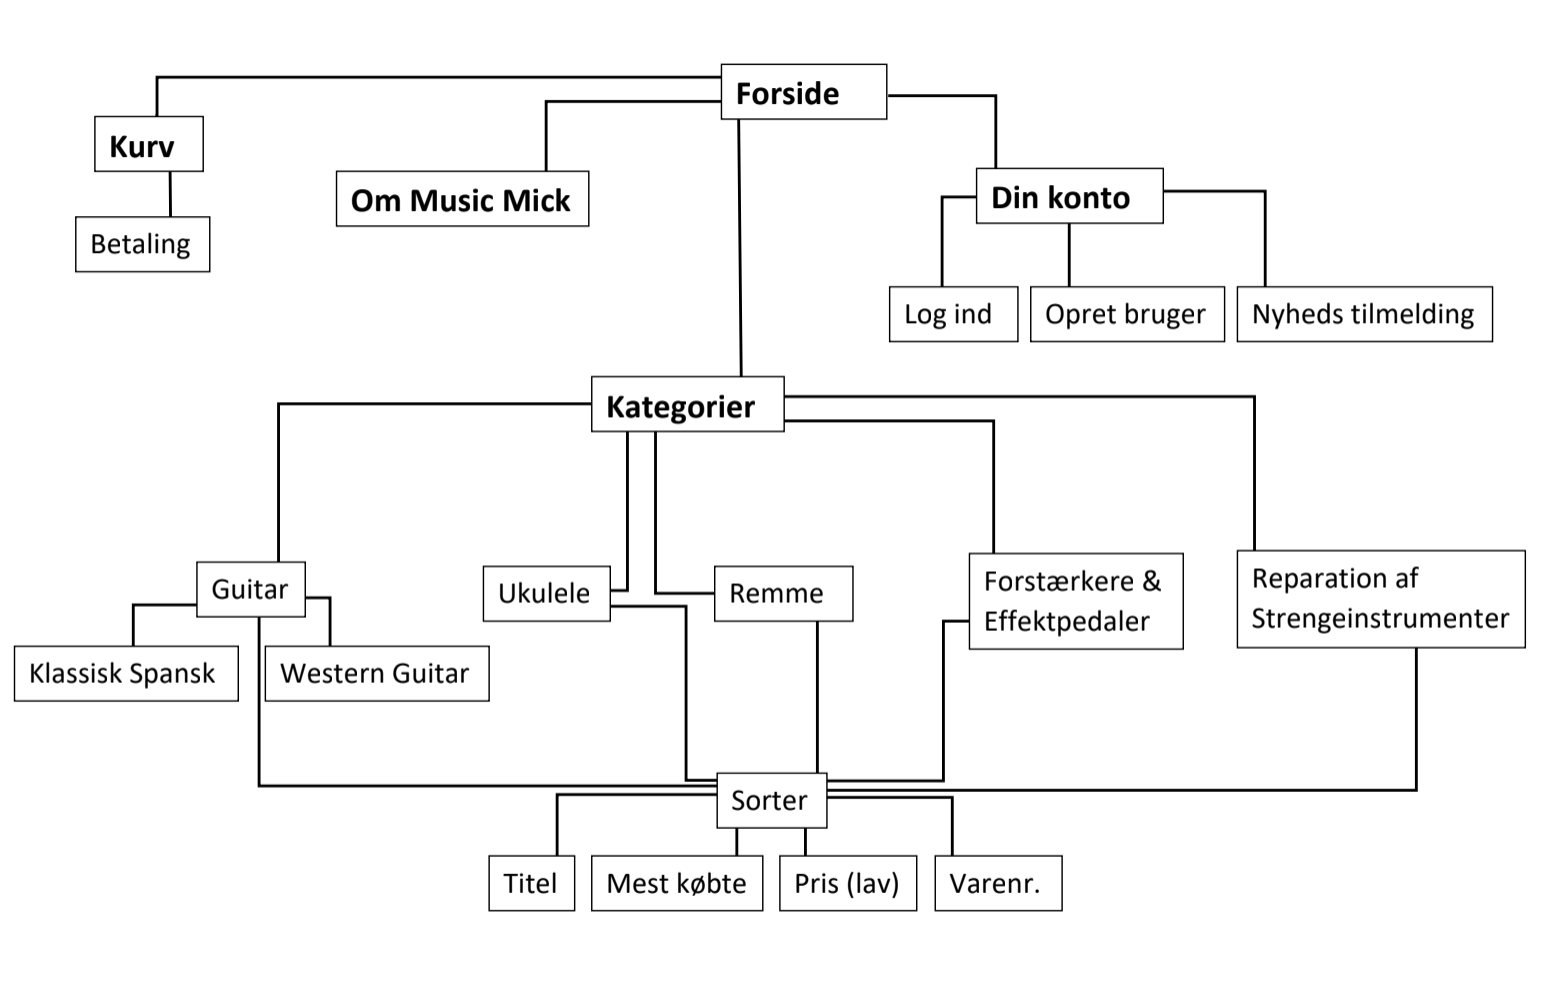 Forside
Kurv
Om Music Mick
Din konto
Betaling
Log ind
Opret bruger
Nyheds tilmelding
Kategorier
Guitar
Ukulele
Remme
Forstærkere &
Effektpedaler
Reparation af
Strengeinstrumenter
Klassisk Spansk
Western Guitar
Sorter
Titel
Mest købte
Pris (lav)
Varenr.